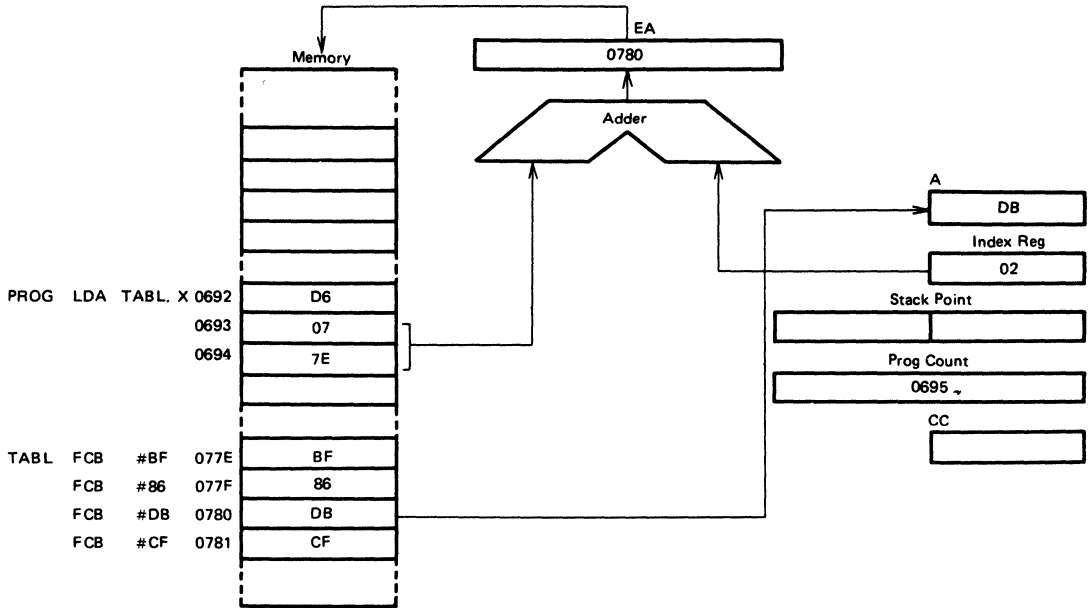 EA
0780
Memory
Adder
A
DB
Index Reg
02
PROG LDA TABL. X 0692 D6
0693 07
0694 7E
Stack Point
Prog Count
0695
CC
TABL FCB #BF 077E BF
FCB #86 077F 86
FCB #DB 0780 DB
FCB #CF 0781 CF